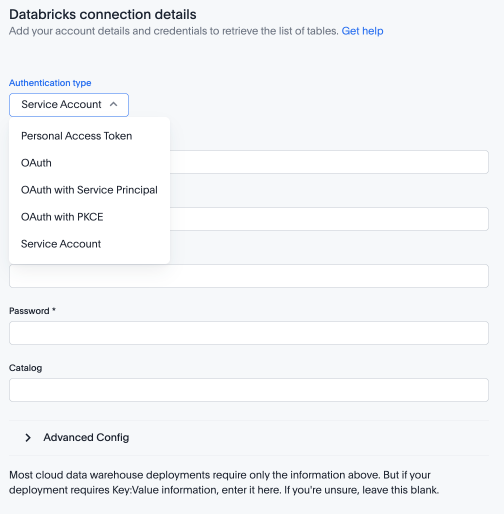 Databricks connection details
Add your account details and credentials to retrieve the list of tables. Get help
Authentication type
Service Account
Personal Access Token
OAuth
OAuth with Service Principal
OAuth with PKCE
Service Account
Password *
Catalog
Advanced Config
Most cloud data warehouse deployments require only the information above. But if your
deployment requires Key:Value information, enter it here. If you're unsure, leave this blank.